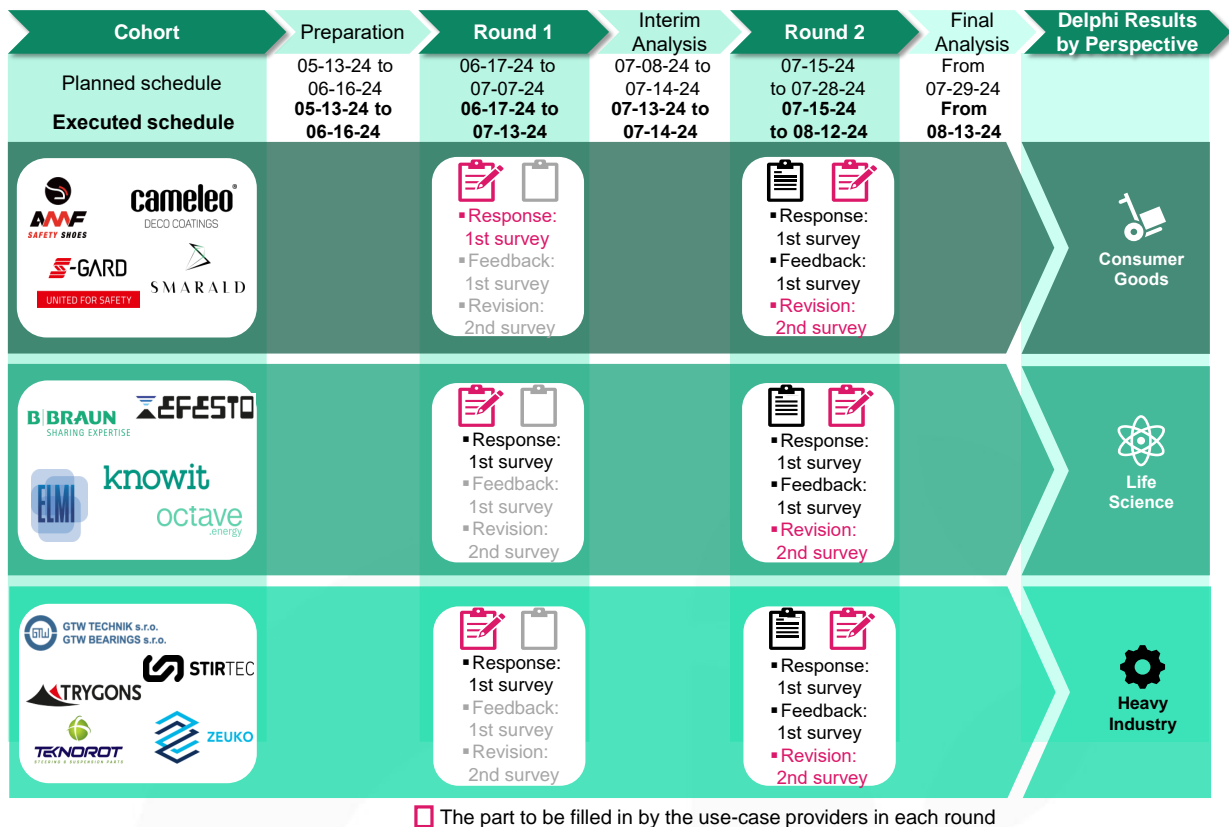 Cohort
Preparation
Round 1
Interim
Analysis
Round 2
Final
Analysis
Delphi Results
by Perspective
Planned schedule
05-13-24 to
06-16-24
06-17-24 to
07-07-24
07-08-24 to
07-14-24
07-15-24
to 07-28-24
From
07-29-24
Executed schedule
05-13-24 to
06-16-24
06-17-24 to
07-13-24
07-13-24 to
07-14-24
07-15-24
to 08-12-24
From
08-13-24
AMF
SAFETY SHOES
cameleo®
DECO COATINGS
S-GARD
UNITED FOR SAFETY
SMARALD
▪Response:
1st survey
▪Feedback:
1st survey
▪Revision:
2nd survey
▪Response:
1st survey
▪Feedback:
1st survey
▪Revision:
2nd survey
Consumer
Goods
B|BRAUN
SHARING EXPERTISE
EFESTO
ELMI
knowit
octave
.energy
▪Response:
1st survey
▪Feedback:
1st survey
▪Revision:
2nd survey
▪Response:
1st survey
▪Feedback:
1st survey
▪Revision:
2nd survey
Life
Science
GTW
GTW TECHNIK s.r.o.
GTW BEARINGS s.r.o.
STIRTEC
TRYGONS
TEKNOROT
STEERING & SUSPENSION PARTS
ZEUKO
▪Response:
1st survey
▪Feedback:
1st survey
▪Revision:
2nd survey
▪Response:
1st survey
▪Feedback:
1st survey
▪Revision:
2nd survey
Heavy
Industry
The part to be filled in by the use-case providers in each round